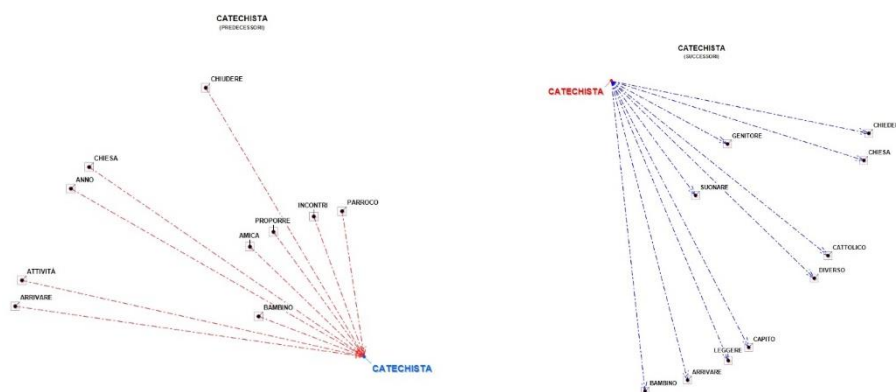 CATECHISTA
(PREDECESSORI)
CHIUDERE
CHIESA
ANNO
INCONTRI
PARROCO
PROPORRE
AMICA
ATTIVITÀ
ARRIVARE
BAMBINO
CATECHISTA
CATECHISTA
(SUCCESSORI)
CATECHISTA
GENITORE
CHIESA
SUONARE
CATTOLICO
DIVERSO
CAPITO
LEGGERE
ARRIVARE
BAMBINO